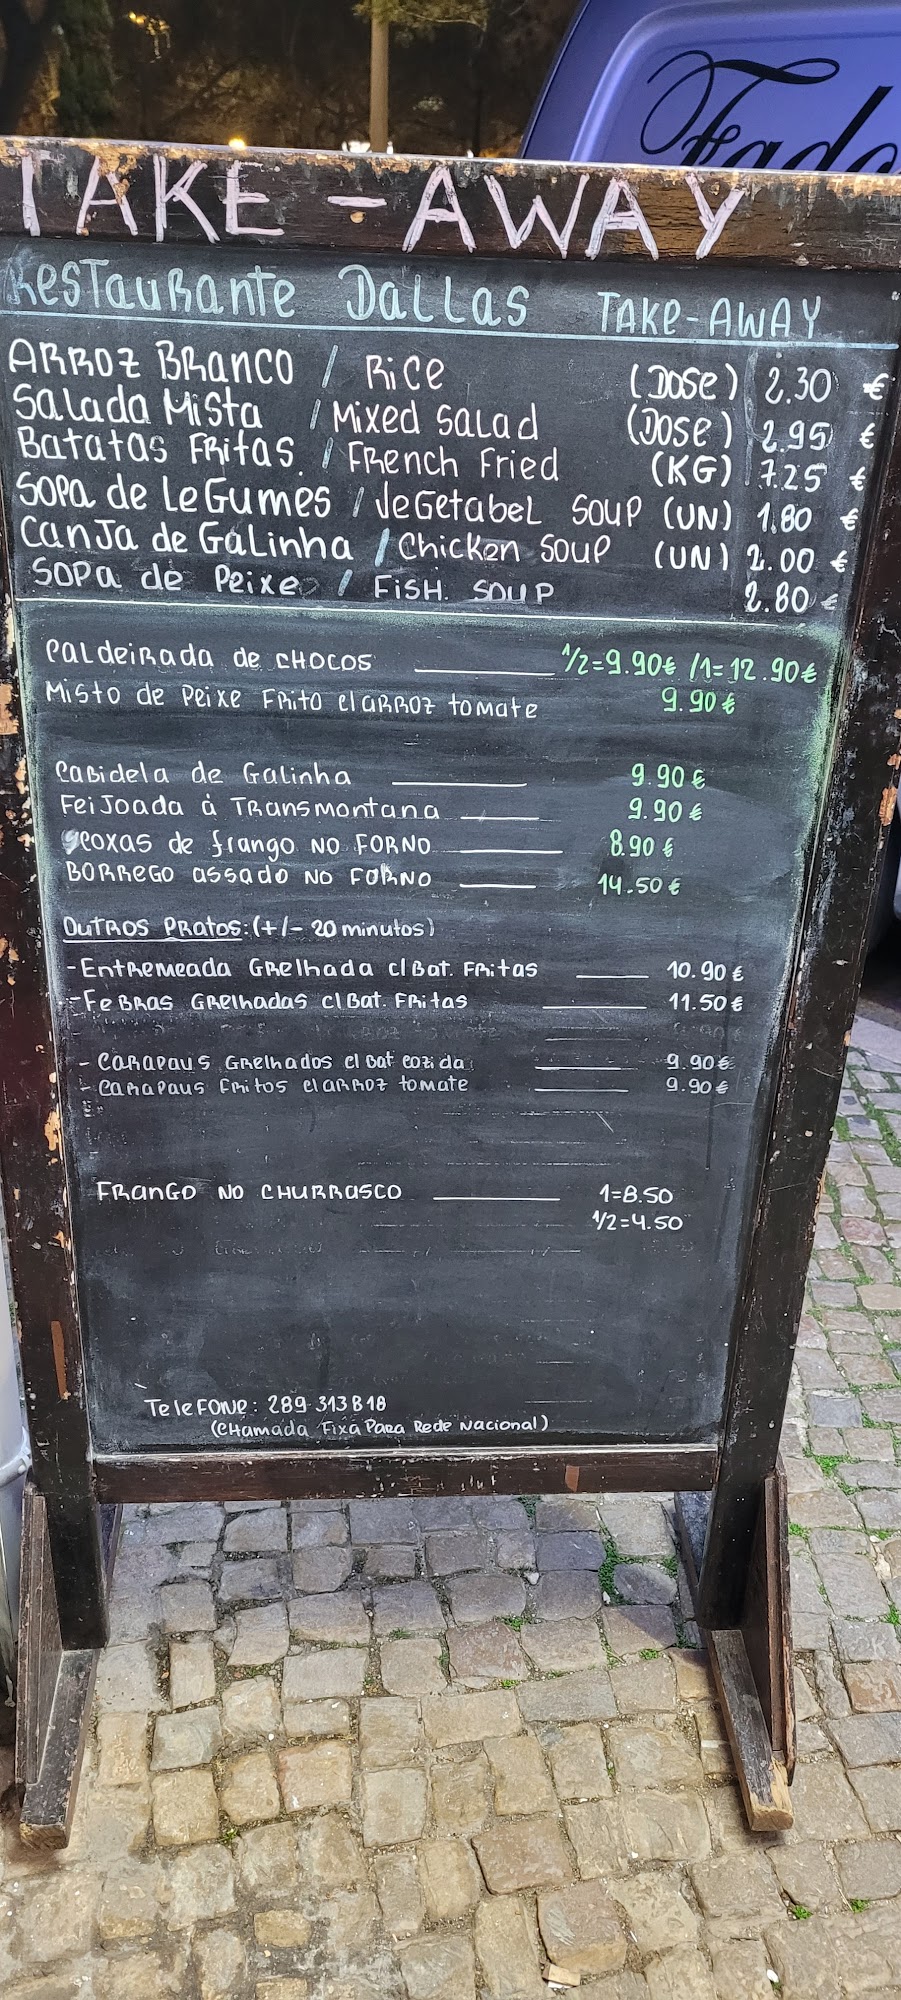 Fado
TAKE-AWAY
Restaurante Dallas TAKE-AWAY
ARROZ BRANCO / RICE (DOSE) 2.30 €
Salada Mista / Mixed Salad (DOSE) 2.95 €
Batatas Fritas / French Fried (KG) 7.25 €
Sopa de Legumes / Vegetabel Soup (UN) 1.80 €
Canja de Galinha / Chicken Soup (UN) 2.00 €
Sopa de Peixe / Fish. Soup 2.80 €
Caldeirada de CHOCOS 1/2=9.90€ /1=12.90€
Misto de Peixe Frito c/ARROZ tomate 9.90€
Cabidela de Galinha 9.90€
Feijoada à Transmontana 9.90€
coxas de frango NO FORNO 8.90€
BORREGO assado NO FORNO 14.50€
Outros Pratos:(+/- 20 minutos)
-Entremeada Grelhada c/Bat. Fritas 10.90€
-Febras Grelhadas c/Bat. Fritas 11.50€
- Carapaus Grelhados c/ Bat cozida 9.90€
- Carapaus Fritos c/ARROZ tomate 9.90€
Frango NO CHURRASCO 1=8.50
1/2=4.50
Telefone: 289 313 818
(Chamada Fixa Para Rede Nacional)